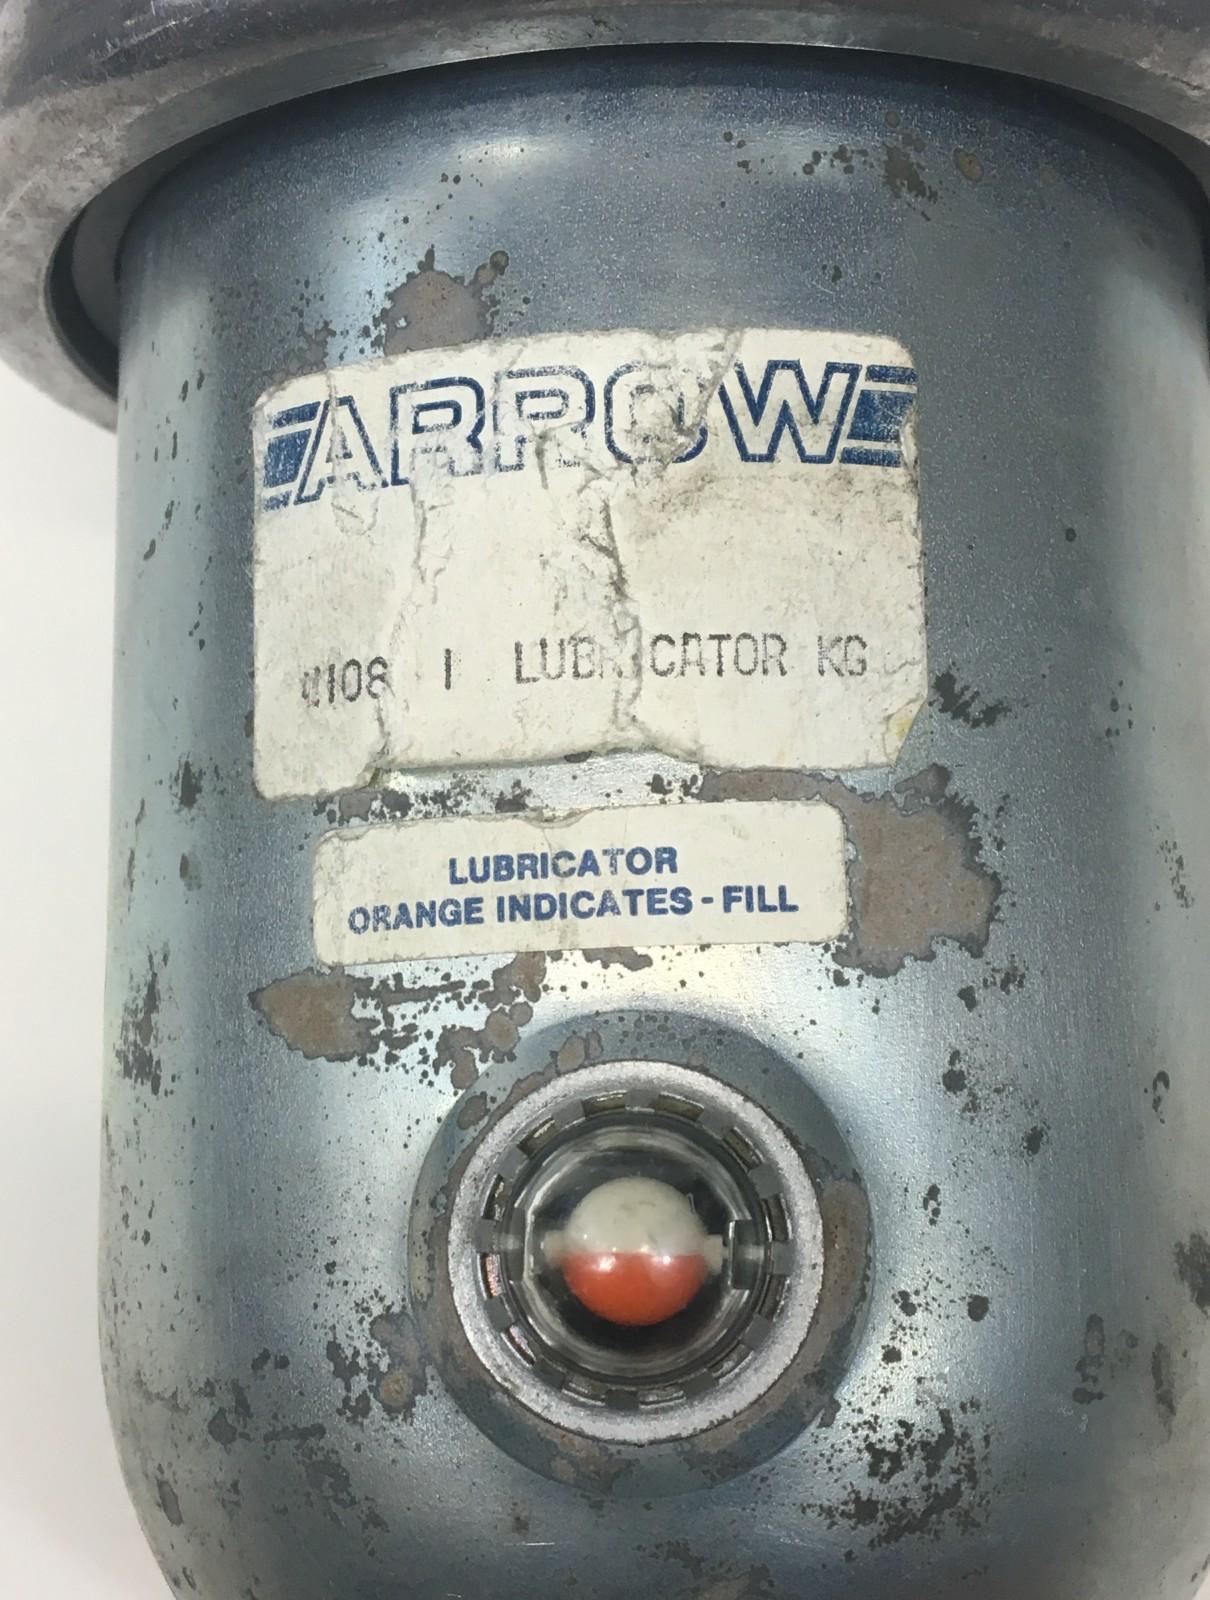 ARROW
1 LUBRICATOR KG
LUBRICATOR
ORANGE INDICATES - FILL